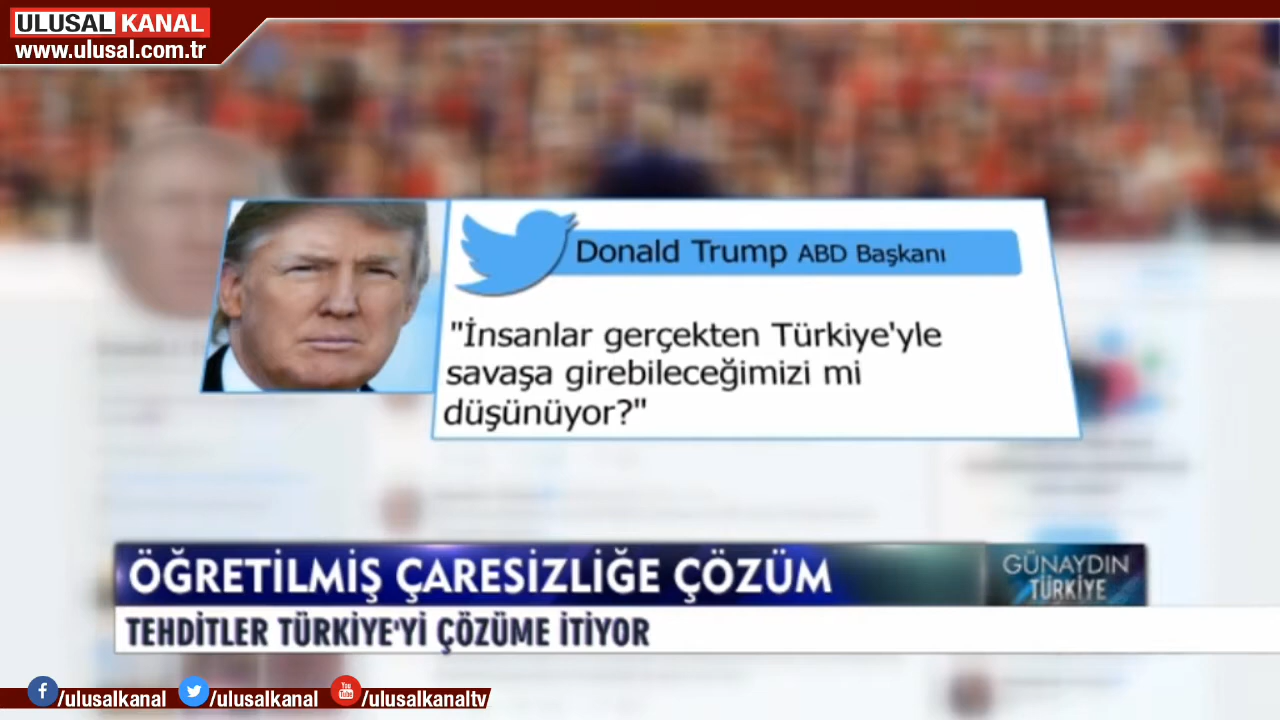 ULUSAL KANAL
www.ulusal.com.tr
Donald Trump ABD Başkanı
"İnsanlar gerçekten Türkiye'yle
savaşa girebileceğimizi mi
düşünüyor?"
ÖĞRETİLMİŞ ÇARESİZLİĞE ÇÖZÜM
GÜNAYDIN
TÜRKİYE
TEHDİTLER TÜRKİYE'Yİ ÇÖZÜME İTİYOR
/ulusalkanal
/ulusalkanal
You Tube
/ulusalkanaltv